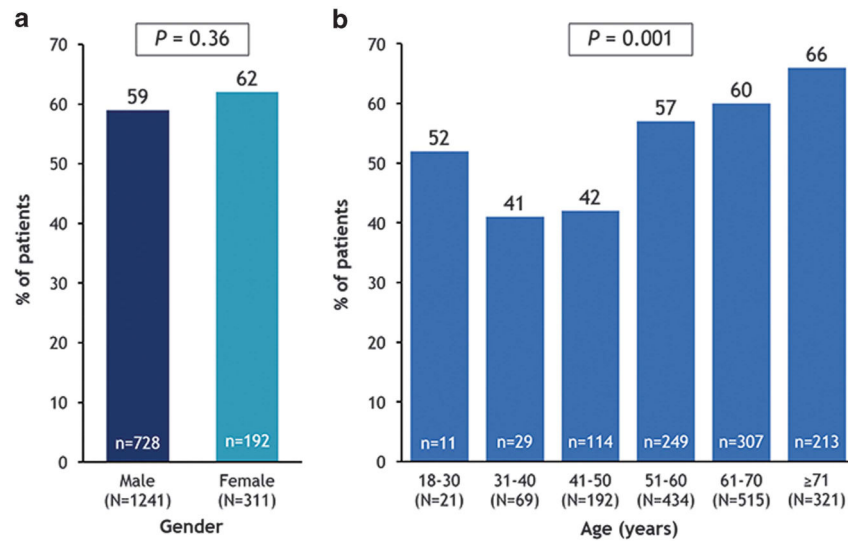 a
P = 0.36
% of patients
70
60
50
40
30
20
10
0
59
62
n=728
n=192
Male
(N=1241)
Female
(N=311)
Gender
b
P = 0.001
% of patients
70
60
50
40
30
20
10
0
52
41
42
57
60
66
n=11
n=29
n=114
n=249
n=307
n=213
18-30
(N=21)
31-40
(N=69)
41-50
(N=192)
51-60
(N=434)
61-70
(N=515)
≥71
(N=321)
Age (years)